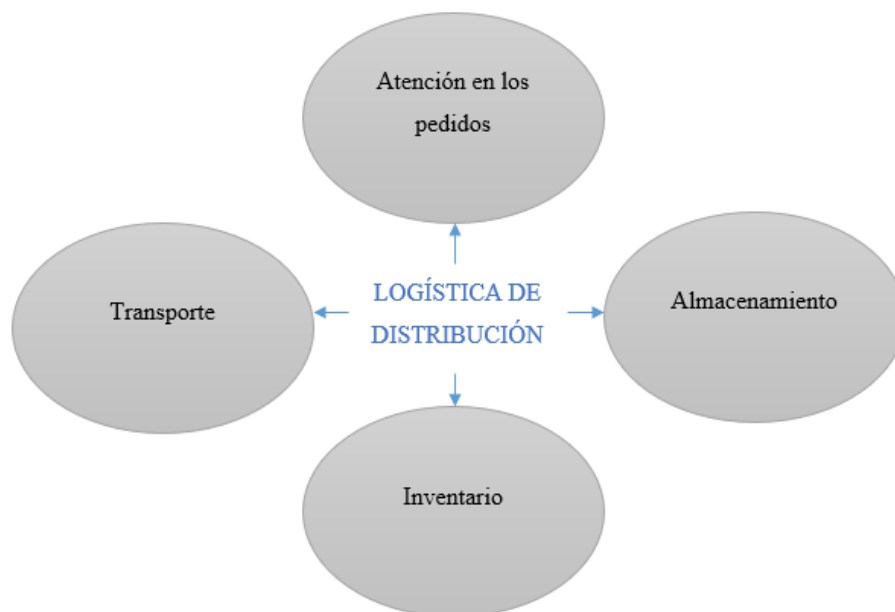 Atención en los
pedidos
Transporte
LOGÍSTICA DE
DISTRIBUCIÓN
Almacenamiento
Inventario